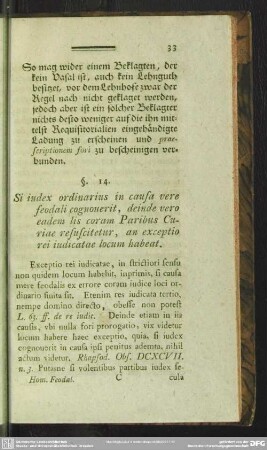 33
So mag wider einem Beklagten, der
kein Vasal ist, auch kein Lehnguth
besitzet, vor dem Lehnhofe zwar der
Regel nach nicht geklaget werden,
jedoch aber ist ein solcher Beklagter
nichts desto weniger auf die ihn mit-
telst Requisitorialien eingehändigte
Ladung zu erscheinen und prae-
scriptionem fori zu bescheinigen ver-
bunden.
§. 14.
Si iudex ordinarius in causa vere
feudali cognouerit, deinde vero
eadem lis coram Paribus Cu-
riae resuscitetur, an exceptio
rei iudicatae locum habeat.
Exceptio rei iudicatae, in strictiori sensu
non quidem locum habebit, inprimis, si causa
mere feudalis ex errore coram iudice loci or-
dinario finita sit. Etenim res iudicata tertio,
nempe domino directo, obesse non potest
L. 63. ff. de re iudic. Deinde etiam in iis
causis, vbi nulla fori prorogatio, vix videtur
locum habere haec exceptio, quia, si iudex
cognouerit in causa ipsi penitus ademta, nihil
actum videtur. Rhapsod. Obs. DCXCVII.
n. 3. Putasne si volentibus partibus iudex se-
Hom. Feudal. C cula